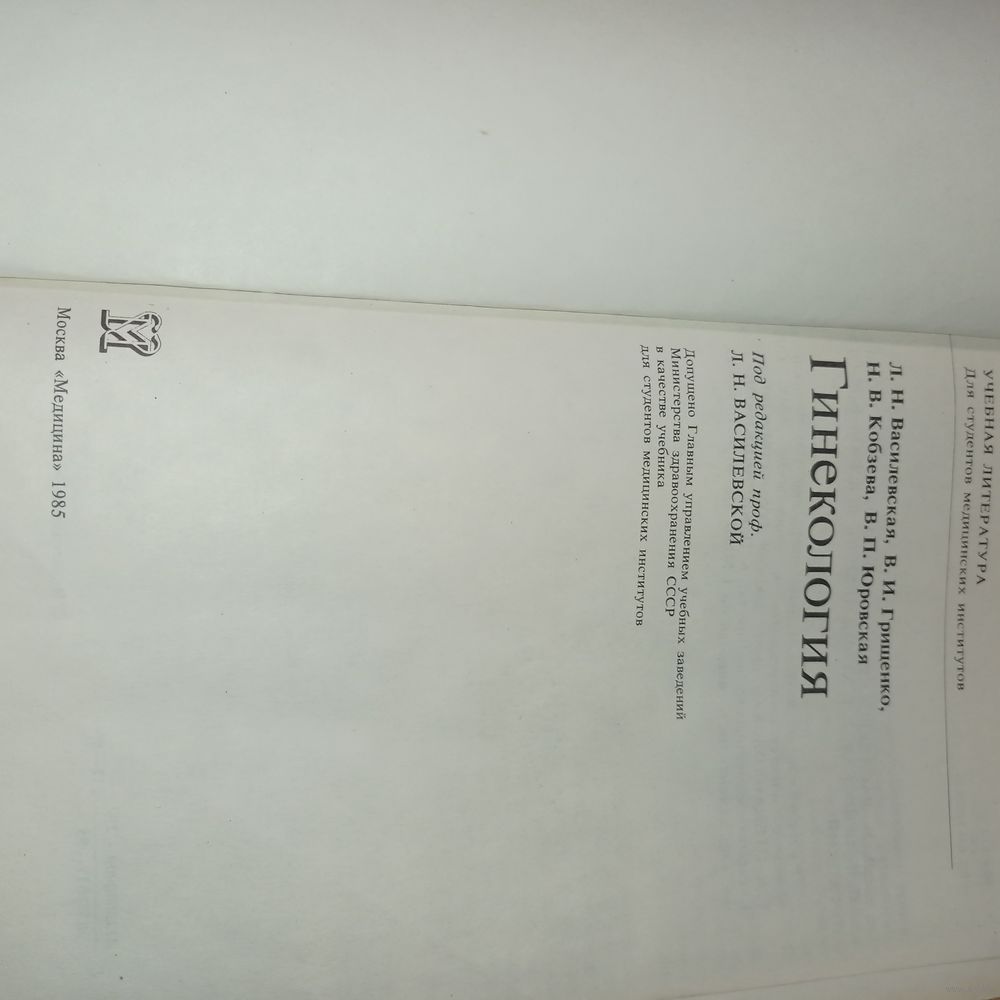 УЧЕБНАЯ ЛИТЕРАТУРА
Для студентов медицинских институтов
Л. Н. Василевская, В. И. Грищенко,
Н. В. Кобзева, В. П. Юровская
Гинекология
Под редакцией проф.
Л. Н. ВАСИЛЕВСКОЙ
Допущено Главным управлением учебных заведений
Министерства здравоохранения СССР
в качестве учебника
для студентов медицинских институтов
Москва «Медицина» 1985